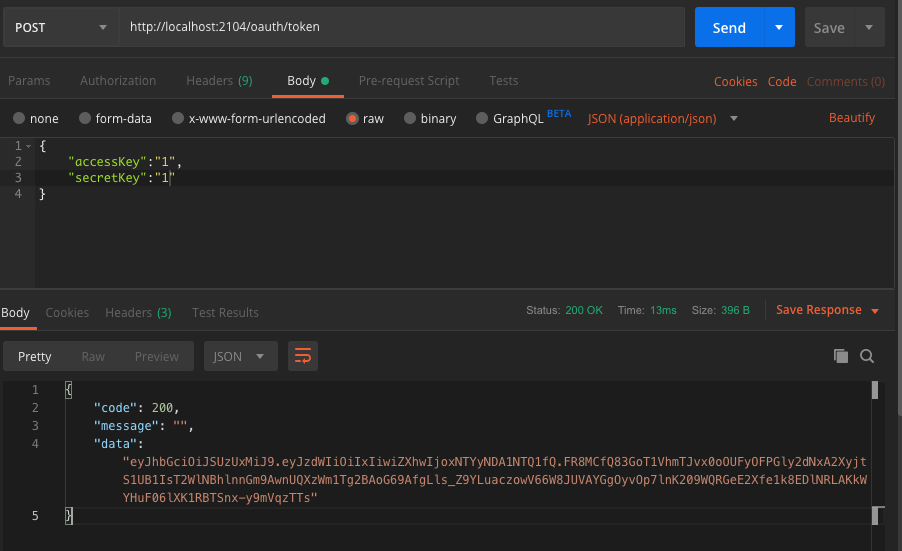 POST http://localhost:2104/oauth/token Send Save
Params Authorization Headers (9) Body Pre-request Script Tests Cookies Code Comments (0)
none form-data x-www-form-urlencoded raw binary GraphQL BETA JSON (application/json) Beautify
1 {
2 "accessKey":"1",
3 "secretKey":"1"
4 }
Body Cookies Headers (3) Test Results Status: 200 OK Time: 13ms Size: 396 B Save Response
Pretty Raw Preview JSON
1 {
2 "code": 200,
3 "message": "",
4 "data":
"eyJhbGciOiJSUzUxMiJ9.eyJzdWIiOiIxIiwiZXhwIjoxNTYyNDA1NTQ1fQ.FR8MCfQ83GoT1VhmTJvx0oOUFyOFPGly2dNxA2Xyjt
S1UB1IsT2WlNBhlnnGm9AwnUQXzWm1Tg2BAoG69AfgLls_Z9YLuaczowV66W8JUVAYGgOyvOp7lnK209WQRGeE2Xfe1k8EDlNRLAKkW
YHuF06lXK1RBTSnx-y9mVqzTTs"
5 }